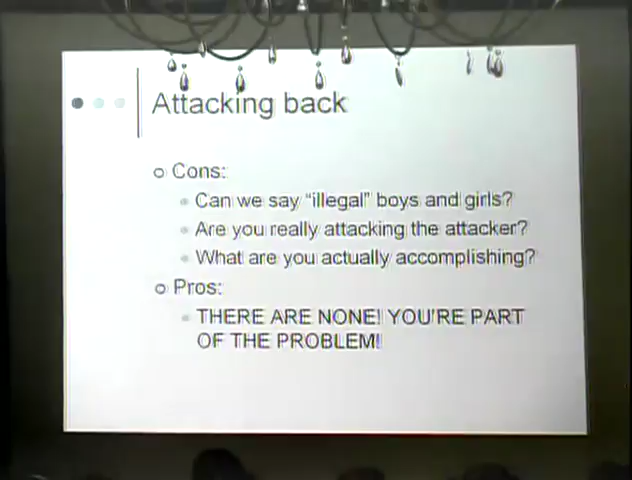 Attacking back
Cons:
Can we say "illegal" boys and girls?
Are you really attacking the attacker?
What are you actually accomplishing?
Pros:
THERE ARE NONE! YOU'RE PART
OF THE PROBLEM!